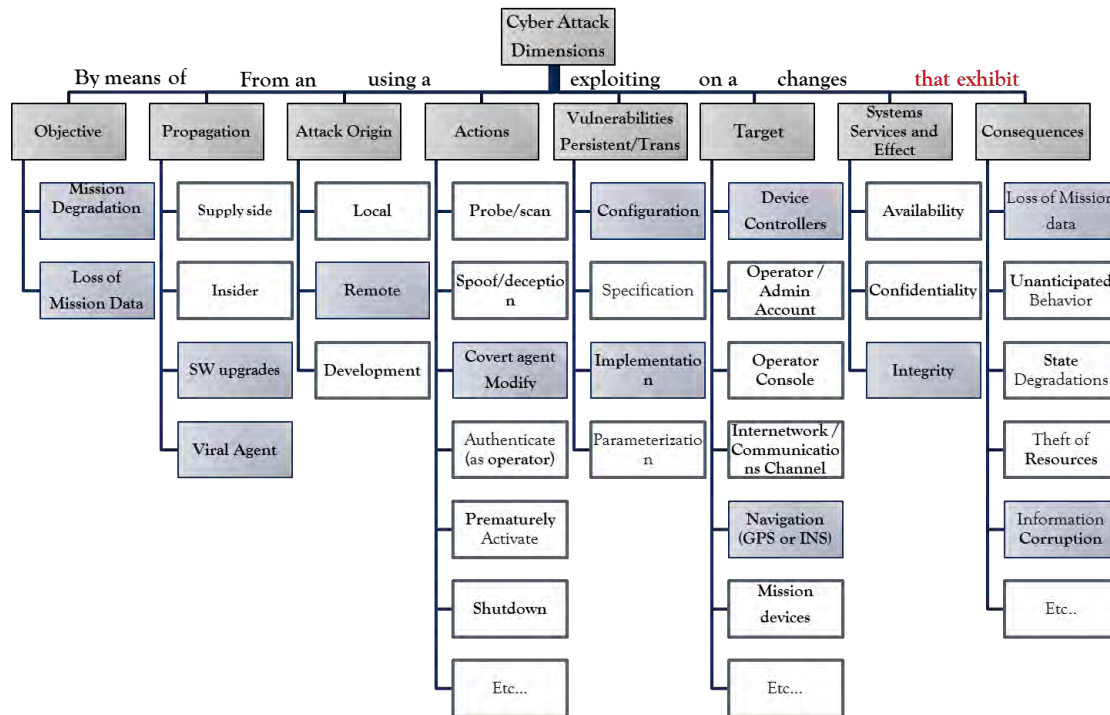 Cyber Attack
Dimensions
By means of From an using a exploiting on a changes that exhibit
Objective
Propagation
Attack Origin
Actions
Vulnerabilities
Persistent/Trans
Target
Systems
Services and
Effect
Consequences
Mission
Degradation
Loss of
Mission Data
Supply side
Insider
SW upgrades
Viral Agent
Local
Remote
Development
Probe/scan
Spoof/deceptio
n
Covert agent
Modify
Authenticate
(as operator)
Prematurely
Activate
Shutdown
Etc...
Configuration
Specification
Implementatio
n
Parameterizatio
n
Device
Controllers
Operator /
Admin
Account
Operator
Console
Internetwork /
Communicatio
ns Channel
Navigation
(GPS or INS)
Mission
devices
Etc...
Availability
Confidentiality
Integrity
Loss of Mission
data
Unanticipated
Behavior
State
Degradations
Theft of
Resources
Information
Corruption
Etc..